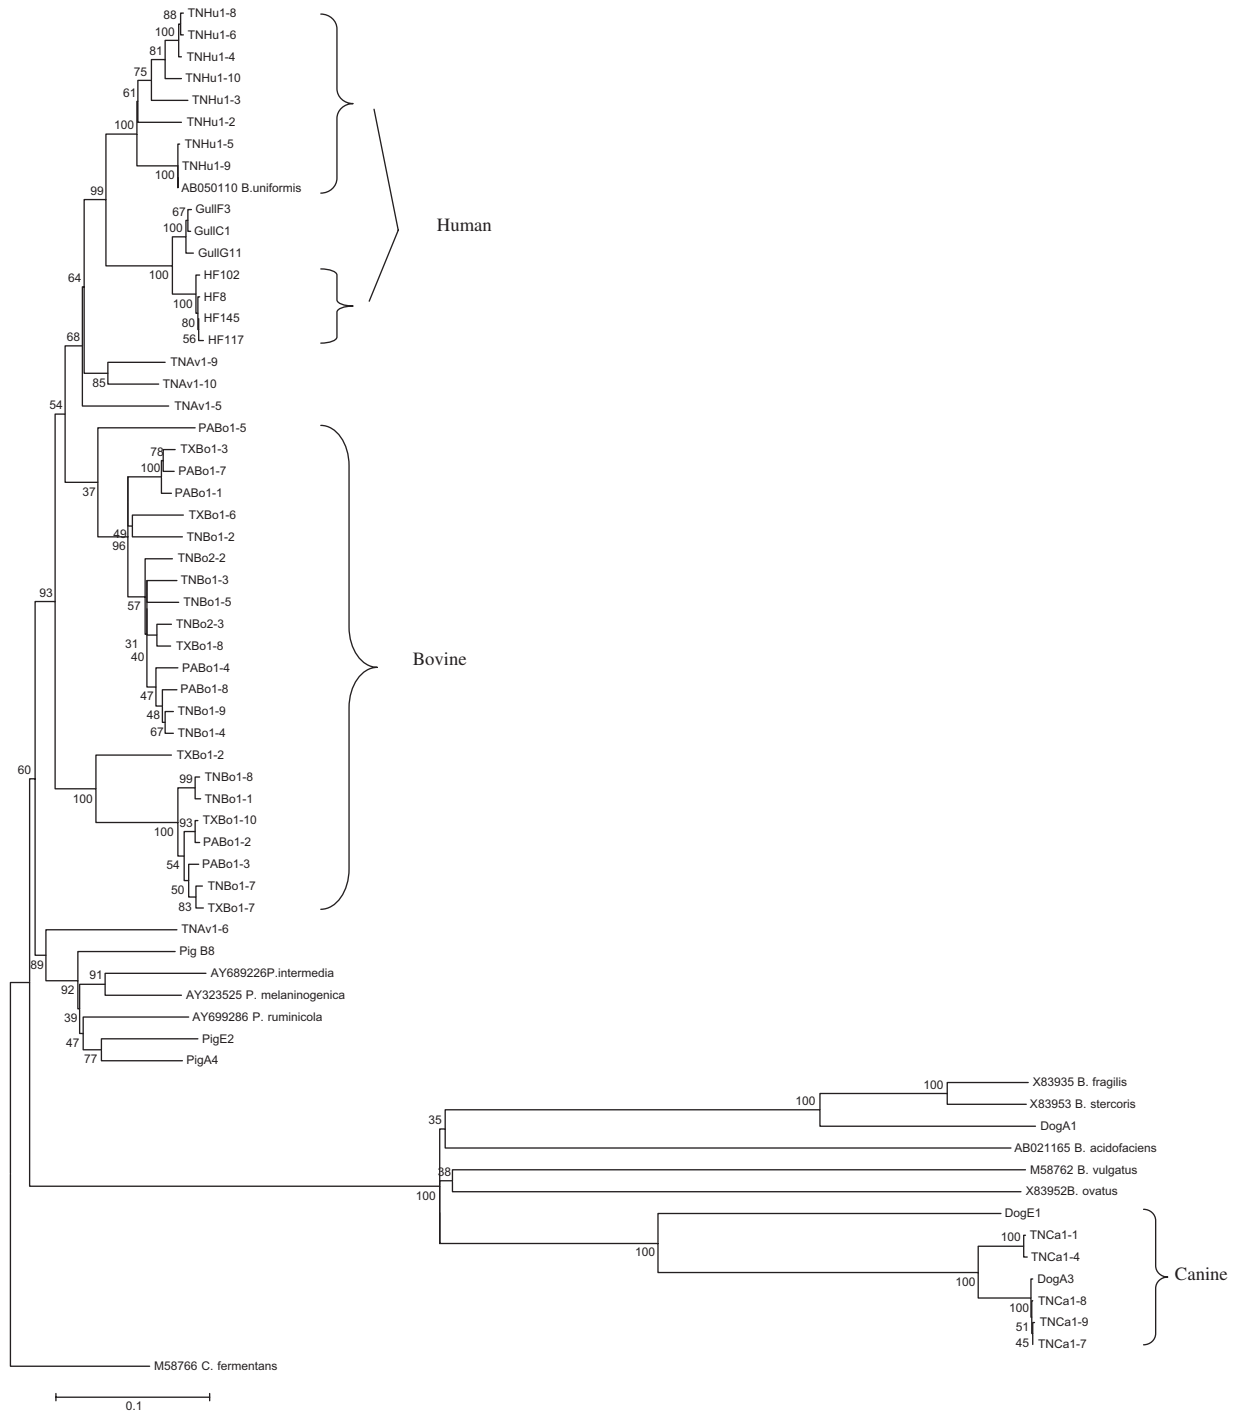 88
TNHu1-8
100
TNHu1-6
81
TNHu1-4
75
TNHu1-10
61
TNHu1-3
100
TNHu1-2
TNHu1-5
TNHu1-9
100
AB050110 B.uniformis
99
67
GullF3
100
GullC1
Human
GullG11
100
HF102
100
HF8
64
HF145
80
56
HF117
68
TNAv1-9
85
TNAv1-10
54
TNAv1-5
PABo1-5
78
TXBo1-3
100
PABo1-7
37
PABo1-1
TXBo1-6
49
TNBo1-2
96
TNBo2-2
93
TNBo1-3
57
TNBo1-5
TNBo2-3
31
TXBo1-8
40
Bovine
PABo1-4
47
PABo1-8
48
TNBo1-9
67
TNBo1-4
TXBo1-2
60
99
TNBo1-8
100
TNBo1-1
93
TXBo1-10
100
PABo1-2
54
PABo1-3
50
TNBo1-7
83
TXBo1-7
TNAv1-6
Pig B8
89
91
AY689226P.intermedia
92
AY323525 P. melaninogenica
39
AY699286 P. ruminicola
47
PigE2
77
PigA4
100
X83935 B. fragilis
100
X83953 B. stercoris
35
DogA1
AB021165 B. acidofaciens
38
M58762 B. vulgatus
100
X83952B. ovatus
DogE1
100
TNCa1-1
100
TNCa1-4
100
DogA3
Canine
100
TNCa1-8
51
TNCa1-9
45
TNCa1-7
M58766 C. fermentans
0.1